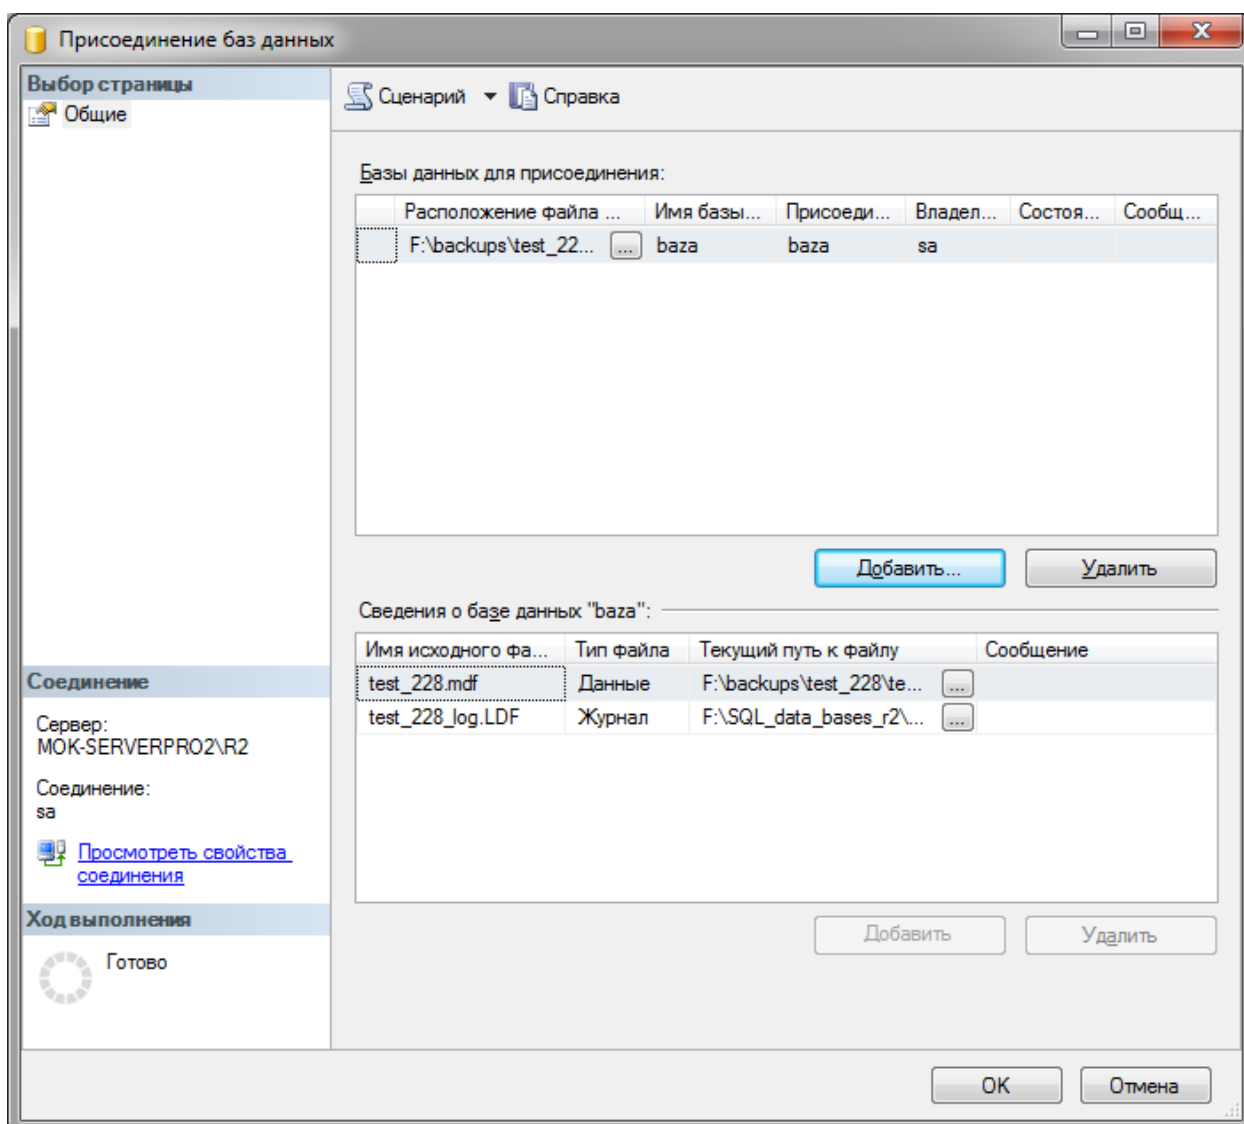 Присоединение баз данных
Выбор страницы
Общие
Сценарий Справка
Базы данных для присоединения:
Расположение файла ... Имя базы... Присоеди... Владел... Состоя... Сообщ...
F:\backups\test_22... ... baza baza sa
Добавить... Удалить
Сведения о базе данных "baza":
Имя исходного фа... Тип файла Текущий путь к файлу Сообщение
test_228.mdf Данные F:\backups\test_228\te... ...
test_228_log.LDF Журнал F:\SQL_data_bases_r2\... ...
Добавить Удалить
Соединение
Сервер:
MOK-SERVERPRO2\R2
Соединение:
sa
Просмотреть свойства
соединения
Ход выполнения
Готово
OK Отмена